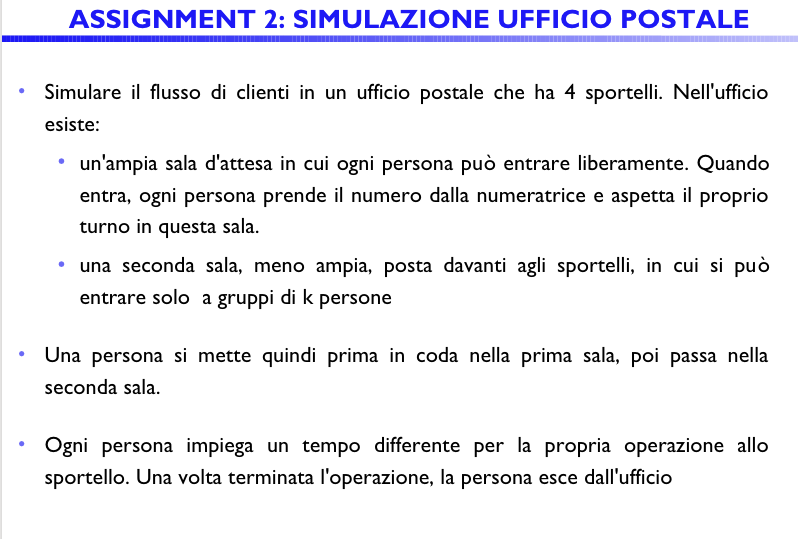 ASSIGNMENT 2: SIMULAZIONE UFFICIO POSTALE
• Simulare il flusso di clienti in un ufficio postale che ha 4 sportelli. Nell'ufficio
esiste:
• un'ampia sala d'attesa in cui ogni persona può entrare liberamente. Quando
entra, ogni persona prende il numero dalla numeratrice e aspetta il proprio
turno in questa sala.
• una seconda sala, meno ampia, posta davanti agli sportelli, in cui si può
entrare solo  a gruppi di k persone
• Una persona si mette quindi prima in coda nella prima sala, poi passa nella
seconda sala.
• Ogni persona impiega un tempo differente per la propria operazione allo
sportello. Una volta terminata l'operazione, la persona esce dall'ufficio